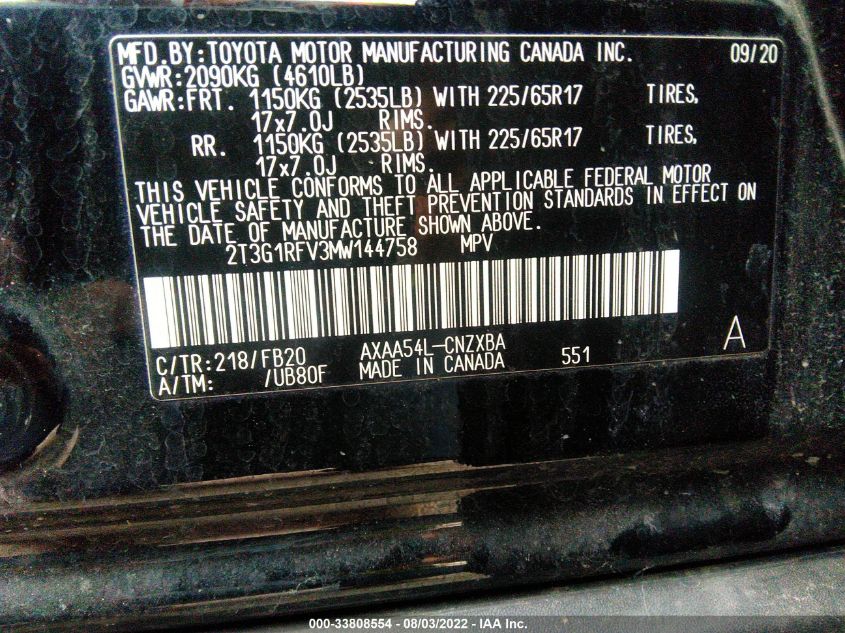 MFD.BY:TOYOTA MOTOR MANUFACTURING CANADA INC. 09/20
GVWR:2090KG (4610LB)
GAWR:FRT. 1150KG (2535LB) WITH 225/65R17 TIRES,
17x7.0J RIMS.
RR. 1150KG (2535LB) WITH 225/65R17 TIRES,
17x7.0J RIMS.
THIS VEHICLE CONFORMS TO ALL APPLICABLE FEDERAL MOTOR
VEHICLE SAFETY AND THEFT PREVENTION STANDARDS IN EFFECT ON
THE DATE OF MANUFACTURE SHOWN ABOVE.
2T3G1RFV3MW144758 MPV
C/TR:218/FB20 AXAA54L-CNZXBA A
A/TM: /UB80F MADE IN CANADA 551
000-33808554 - 08/03/2022 - IAA Inc.